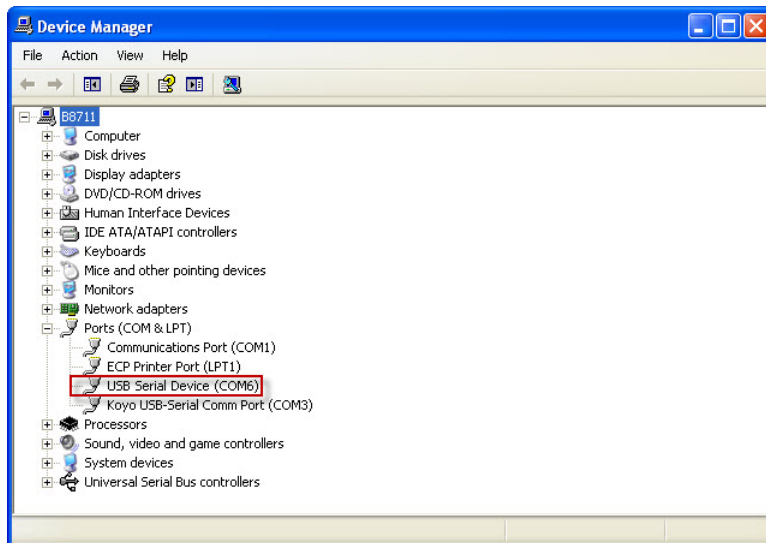 Device Manager
File Action View Help
B8711
Computer
Disk drives
Display adapters
DVD/CD-ROM drives
Human Interface Devices
IDE ATA/ATAPI controllers
Keyboards
Mice and other pointing devices
Monitors
Network adapters
Ports (COM & LPT)
Communications Port (COM1)
ECP Printer Port (LPT1)
USB Serial Device (COM6)
Koyo USB-Serial Comm Port (COM3)
Processors
Sound, video and game controllers
System devices
Universal Serial Bus controllers